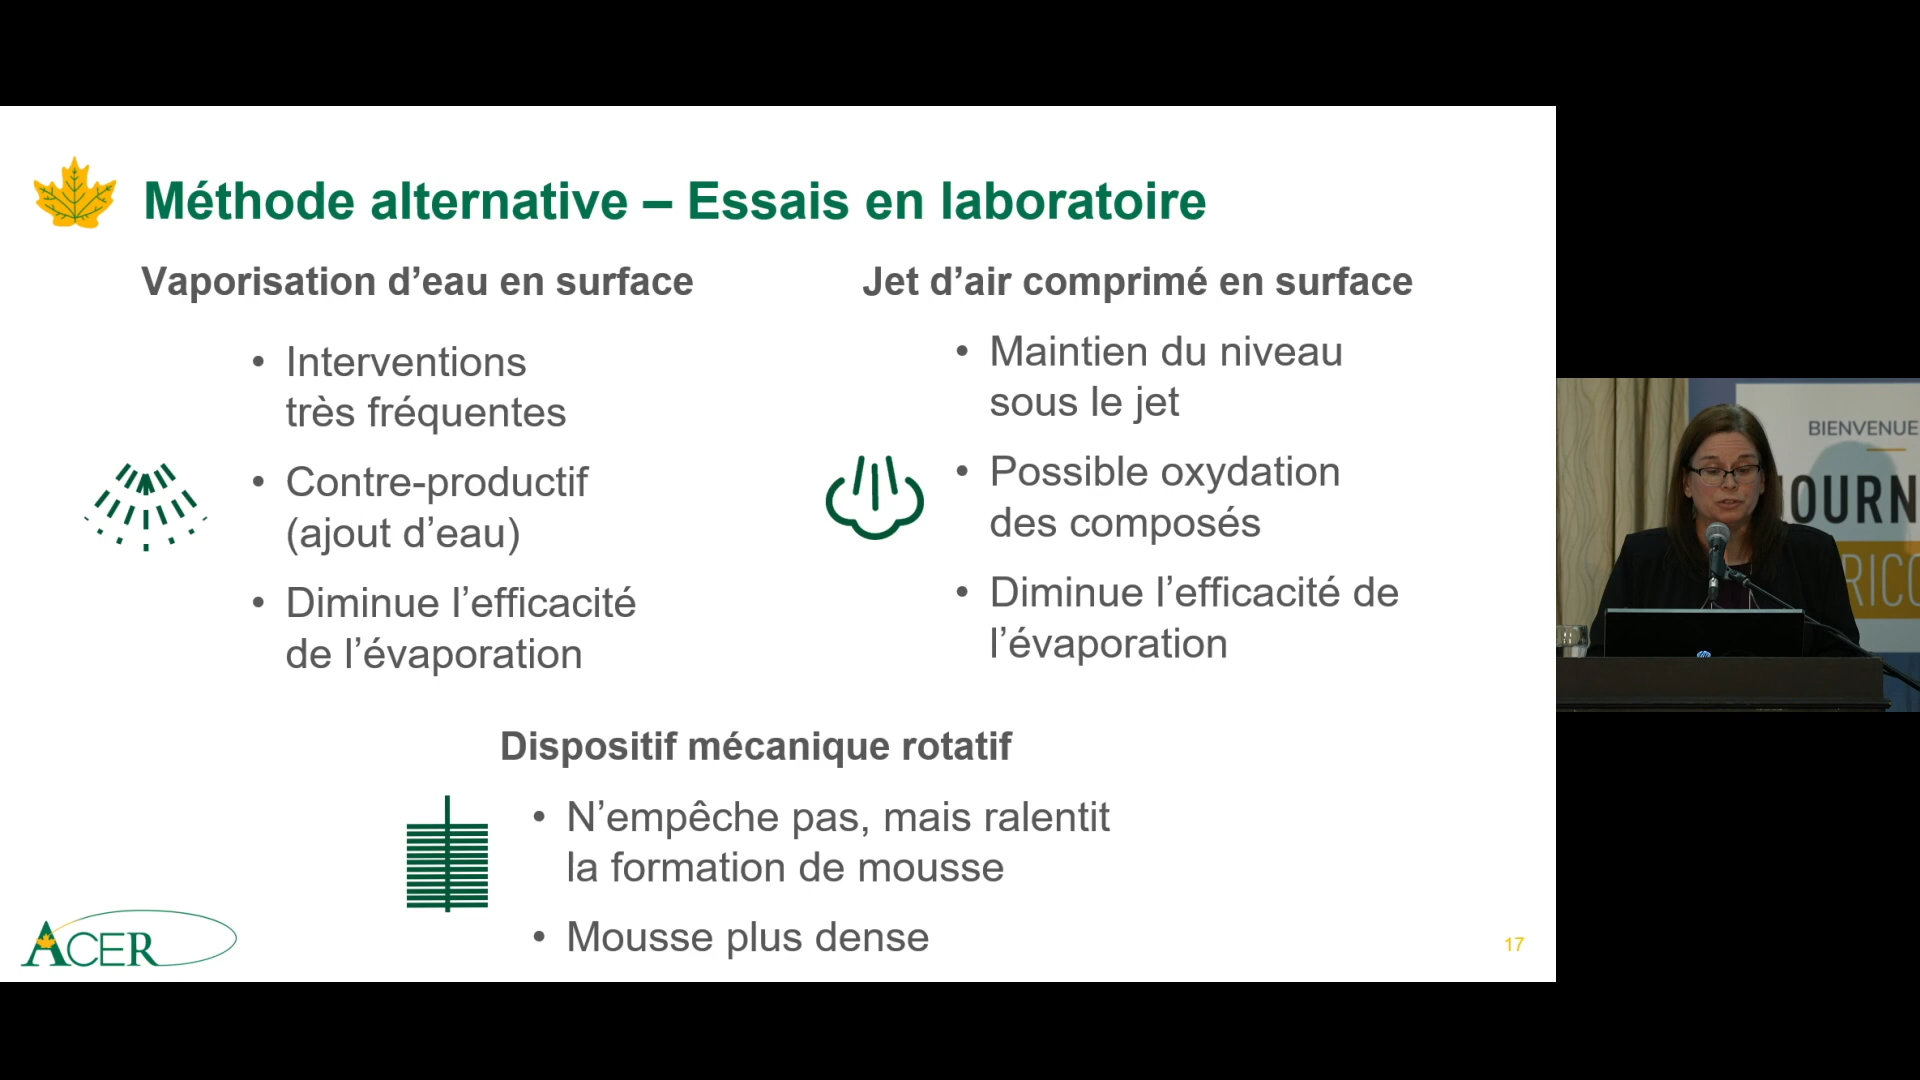 Méthode alternative – Essais en laboratoire
Vaporisation d’eau en surface
• Interventions
très fréquentes
• Contre-productif
(ajout d’eau)
• Diminue l’efficacité
de l’évaporation
Jet d’air comprimé en surface
• Maintien du niveau
sous le jet
• Possible oxydation
des composés
• Diminue l’efficacité de
l’évaporation
Dispositif mécanique rotatif
• N’empêche pas, mais ralentit
la formation de mousse
• Mousse plus dense
ACER
17
BIENVENUE
JOURN
RICO